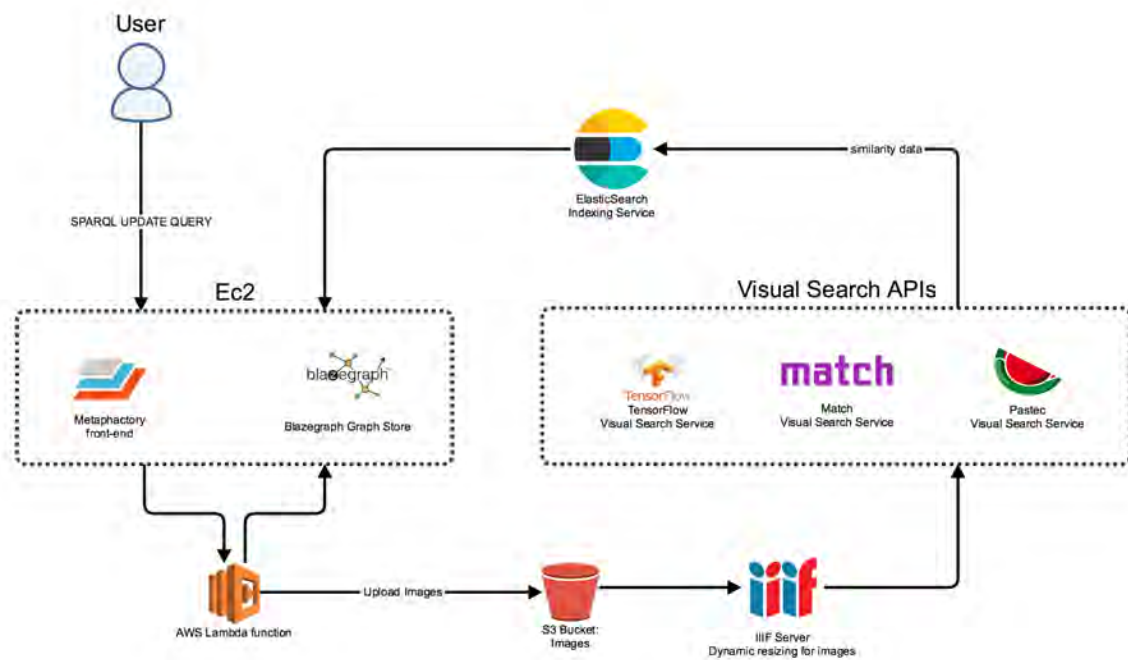 User
SPARQL UPDATE QUERY
similarity data
ElasticSearch
Indexing Service
Ec2
Visual Search APIs
blazegraph
Metaphactory
front-end
Blazegraph Graph Store
TensorFlow
TensorFlow
Visual Search Service
match
Match
Visual Search Service
Pastec
Visual Search Service
AWS Lambda function
Upload Images
S3 Bucket:
Images
iiif
IIIF Server
Dynamic resizing for images